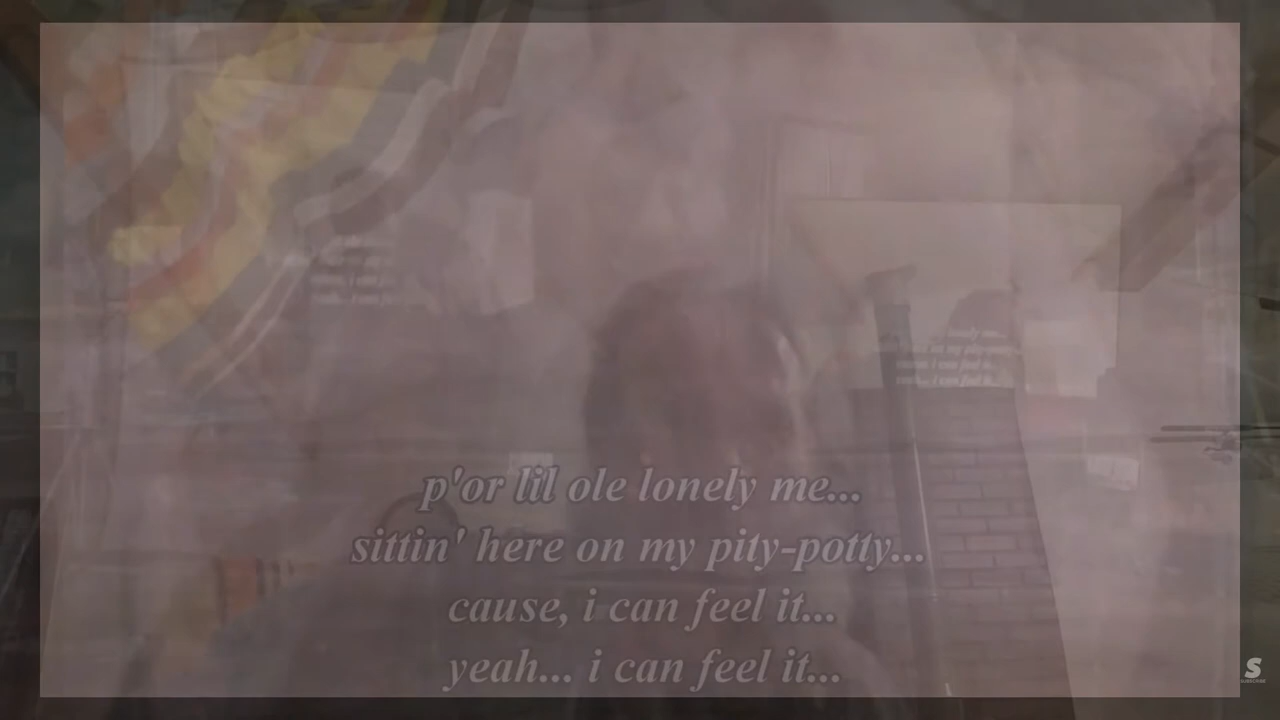 p'or lil ole lonely me...
sittin' here on my pity-potty...
cause, i can feel it...
yeah... i can feel it...
S
SUBSCRIBE